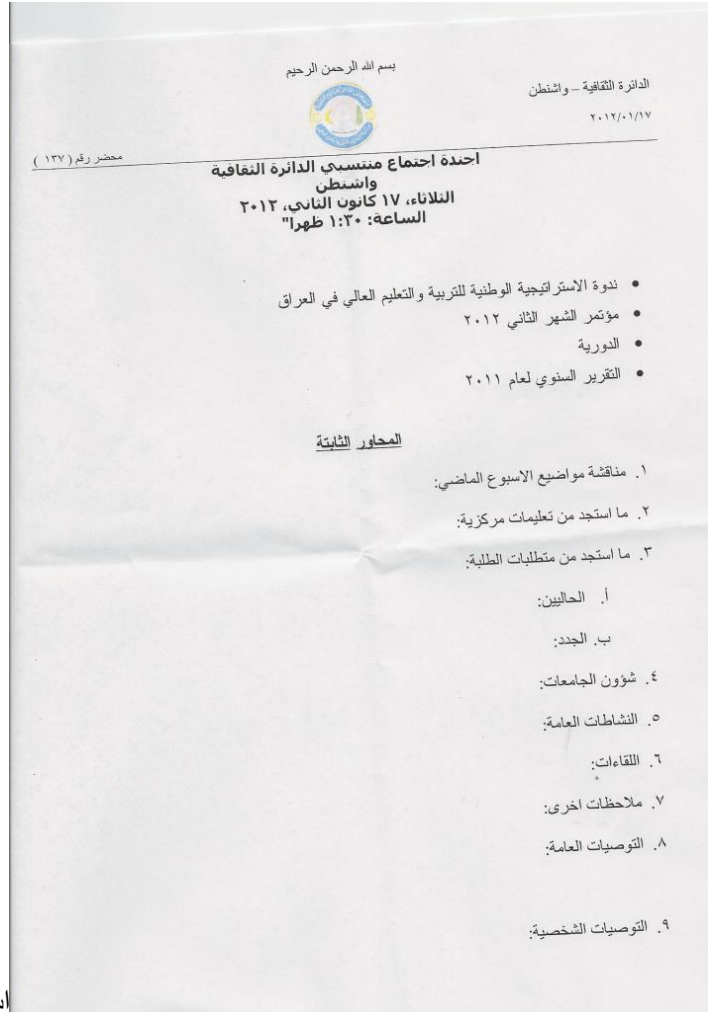 بسم الله الرحمن الرحيم
الدائرة الثقافية – واشنطن
٢٠١٢/٠١/١٧
محضر رقم ( ١٣٧ )
اجندة اجتماع منتسبي الدائرة الثقافية
واشنطن
الثلاثاء، ١٧ كانون الثاني، ٢٠١٢
الساعة: ١:٣٠ ظهرا"
• ندوة الاستراتيجية الوطنية للتربية والتعليم العالي في العراق
• مؤتمر الشهر الثاني ٢٠١٢
• الدورية
• التقرير السنوي لعام ٢٠١١
المحاور الثابتة
١. مناقشة مواضيع الاسبوع الماضي:
٢. ما استجد من تعليمات مركزية:
٣. ما استجد من متطلبات الطلبة:
أ. الحاليين:
ب. الجدد:
٤. شؤون الجامعات:
٥. النشاطات العامة:
٦. اللقاءات:
٧. ملاحظات اخرى:
٨. التوصيات العامة:
٩. التوصيات الشخصية: